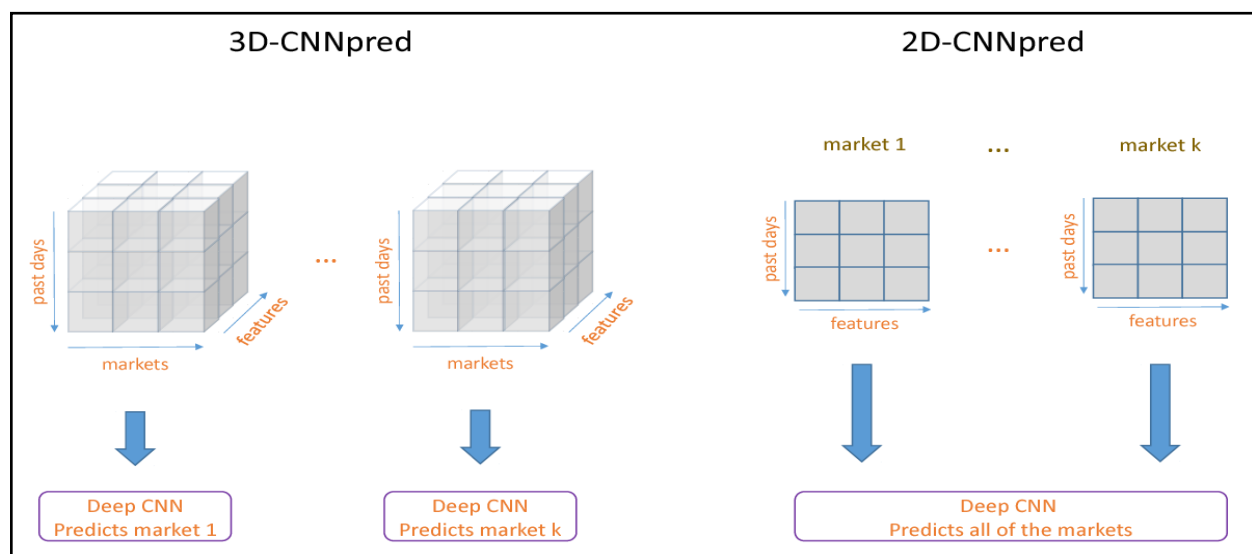 3D-CNNpred
past days
markets
features
...
past days
markets
features
Deep CNN
Predicts market 1
Deep CNN
Predicts market k
2D-CNNpred
market 1
...
market k
past days
features
...
past days
features
Deep CNN
Predicts all of the markets